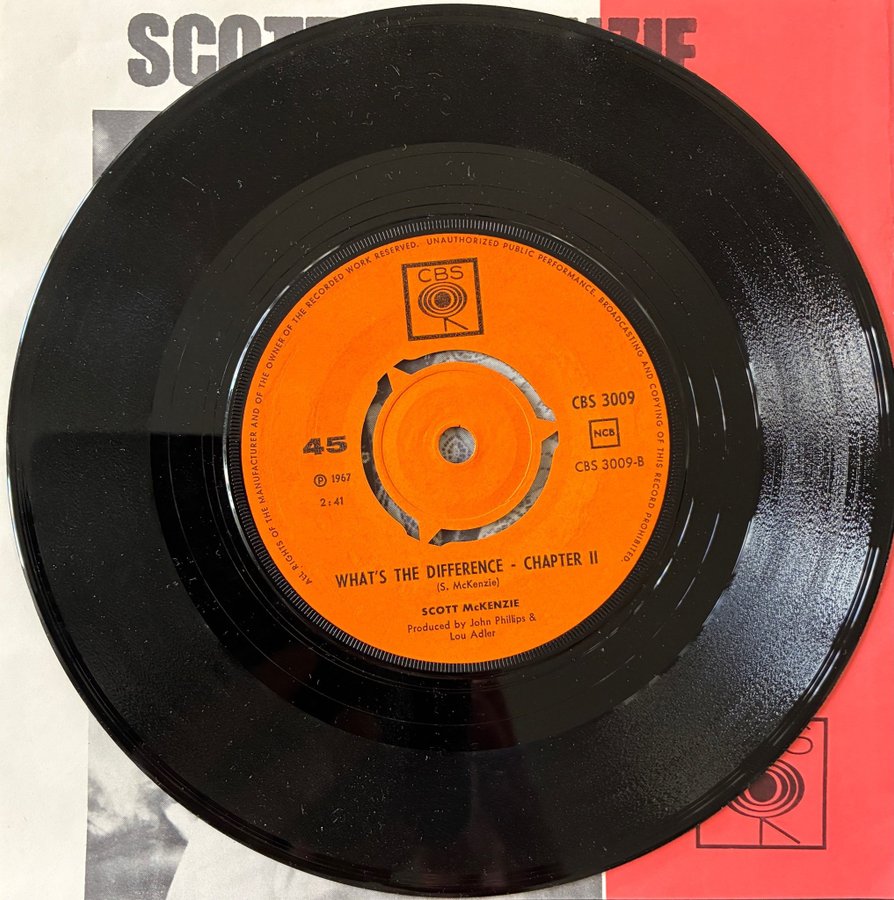 SCOTT
ZIE
ALL RIGHTS OF THE MANUFACTURER AND OF THE OWNER OF THE RECORDED WORK RESERVED. UNAUTHORIZED PUBLIC PERFORMANCE, BROADCASTING AND COPYING OF THIS RECORD PROHIBITED.
CBS
CBS 3009
45
NCB
CBS 3009-B
℗ 1967
2:41
WHAT'S THE DIFFERENCE - CHAPTER II
(S. McKenzie)
SCOTT McKENZIE
Produced by John Phillips &
Lou Adler